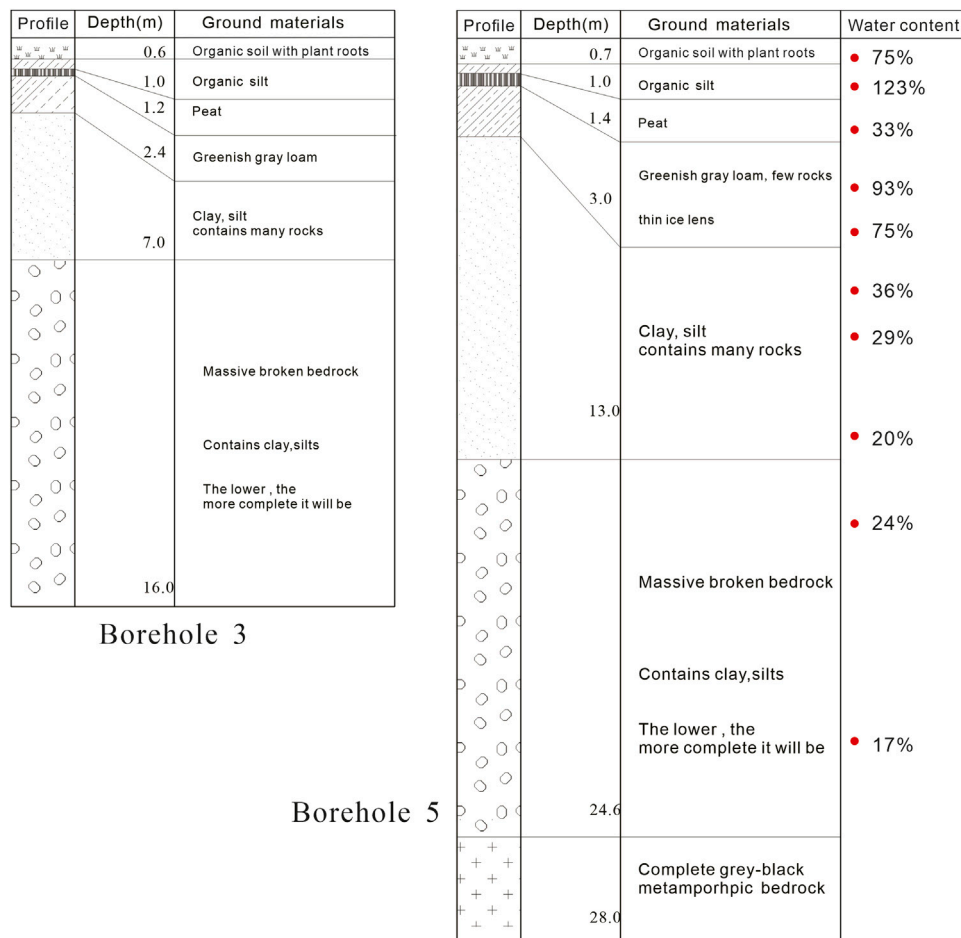 Profile Depth(m) Ground materials
0.6 Organic soil with plant roots
1.0 Organic silt
1.2 Peat
2.4 Greenish gray loam
Clay, silt
contains many rocks
7.0
Massive broken bedrock
Contains clay,silts
The lower , the
more complete it will be
16.0
Borehole 3
Profile Depth(m) Ground materials Water content
0.7 Organic soil with plant roots 75%
1.0 Organic silt 123%
1.4 Peat 33%
Greenish gray loam, few rocks 93%
3.0
thin ice lens 75%
36%
Clay, silt 29%
contains many rocks
13.0
20%
24%
Massive broken bedrock
Contains clay,silts
The lower , the
more complete it will be 17%
24.6
Borehole 5
Complete grey-black
metamporhpic bedrock
28.0